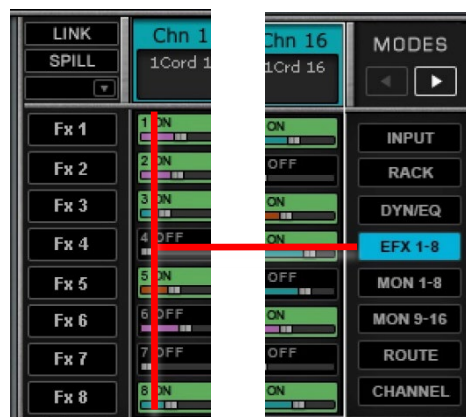 LINK
SPILL
Chn 1
1Cord 1
Chn 16
1Crd 16
MODES
Fx 1
1 ON
ON
INPUT
Fx 2
2 ON
OFF
RACK
Fx 3
3 ON
ON
DYN/EQ
Fx 4
4 OFF
ON
EFX 1-8
Fx 5
5 ON
OFF
MON 1-8
Fx 6
6 OFF
ON
MON 9-16
Fx 7
7 OFF
OFF
ROUTE
Fx 8
8 ON
ON
CHANNEL